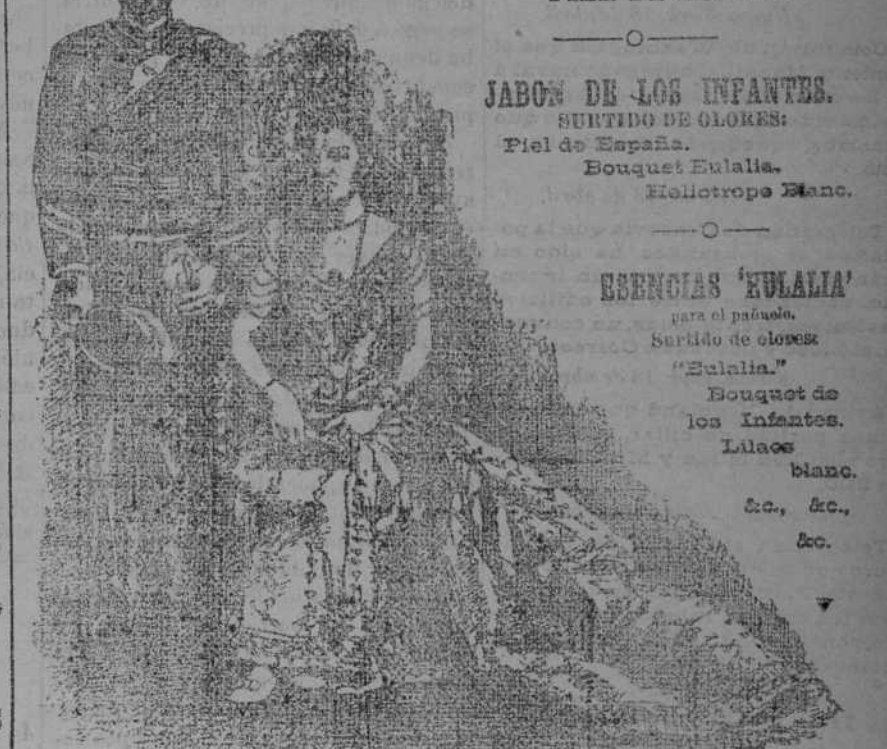 JABON DE LOS INFANTES.
SURTIDO DE OLORES:
Piel de España.
Bouquet Eulalia.
Heliotrope Blanc.
ESENCIAS 'EULALIA'
para el pañuelo.
Surtido de olores:
"Eulalia."
Bouquet de
los Infantes.
Lilacs
blanc.
&c., &c.,
&c.